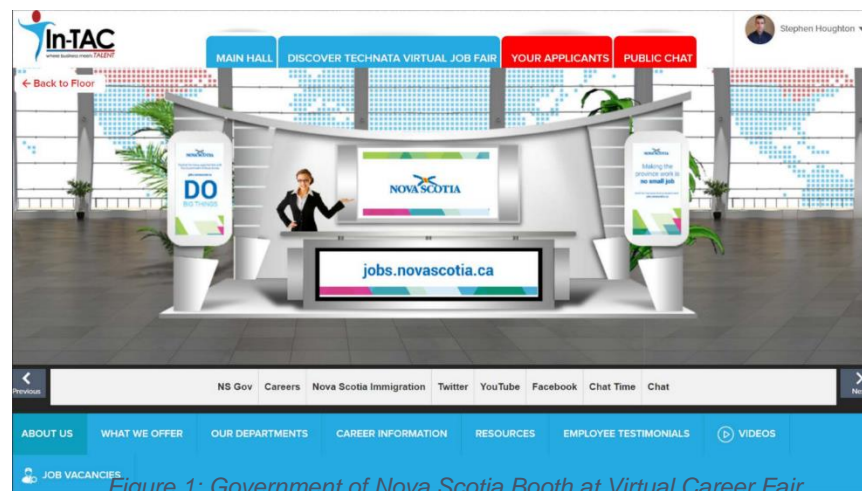 In-TAC
where business meets TALENT
MAIN HALL
DISCOVER TECHNATA VIRTUAL JOB FAIR
YOUR APPLICANTS
PUBLIC CHAT
Stephen Houghton
← Back to Floor
NOVA SCOTIA
DO
BIG THINGS
NOVA SCOTIA
NOVA SCOTIA
Making the
province work is
no small job
jobs.novascotia.ca
Previous
NS Gov
Careers
Nova Scotia Immigration
Twitter
YouTube
Facebook
Chat Time
Chat
ABOUT US
WHAT WE OFFER
OUR DEPARTMENTS
CAREER INFORMATION
RESOURCES
EMPLOYEE TESTIMONIALS
VIDEOS
JOB VACANCIES
Figure 1: Government of Nova Scotia Booth at Virtual Career Fair